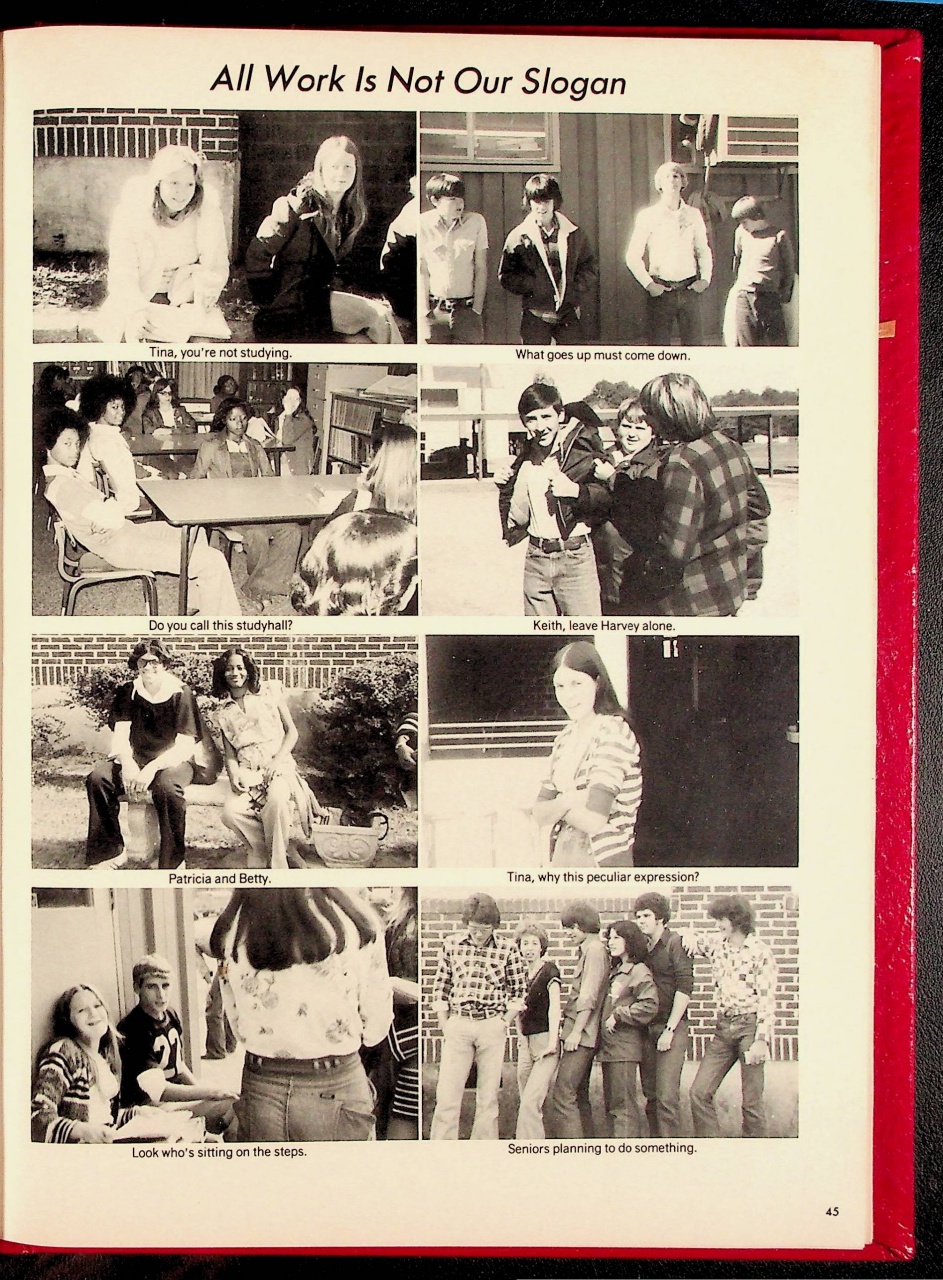 All Work Is Not Our Slogan
Tina, you're not studying.
What goes up must come down.
Do you call this studyhall?
Keith, leave Harvey alone.
Patricia and Betty.
Tina, why this peculiar expression?
22
Look who's sitting on the steps.
Seniors planning to do something.
45